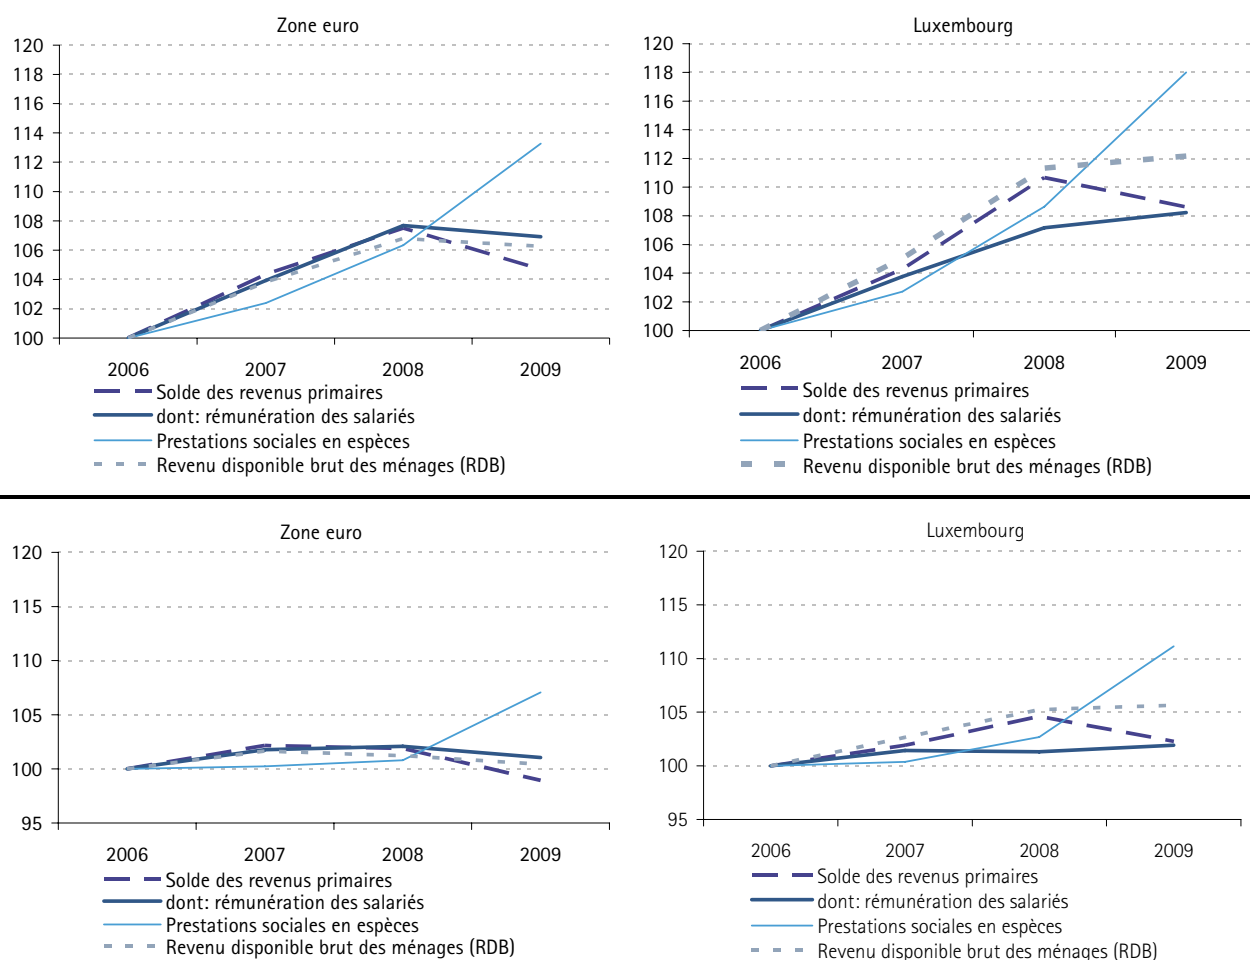 Zone euro
120
118
116
114
112
110
108
106
104
102
100
2006 2007 2008 2009
Solde des revenus primaires
dont: rémunération des salariés
Prestations sociales en espèces
Revenu disponible brut des ménages (RDB)
Luxembourg
120
118
116
114
112
110
108
106
104
102
100
2006 2007 2008 2009
Solde des revenus primaires
dont: rémunération des salariés
Prestations sociales en espèces
Revenu disponible brut des ménages (RDB)
Zone euro
120
115
110
105
100
95
2006 2007 2008 2009
Solde des revenus primaires
dont: rémunération des salariés
Prestations sociales en espèces
Revenu disponible brut des ménages (RDB)
Luxembourg
120
115
110
105
100
95
2006 2007 2008 2009
Solde des revenus primaires
dont: rémunération des salariés
Prestations sociales en espèces
Revenu disponible brut des ménages (RDB)